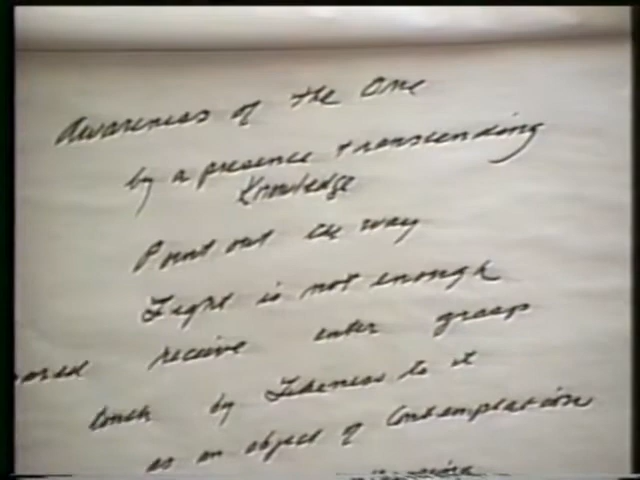 Awareness of the One
by a presence transcending
Knowledge
Point out the way
Light is not enough
receive enter grasp
touch by Likeness to it
as an object of Contemplation